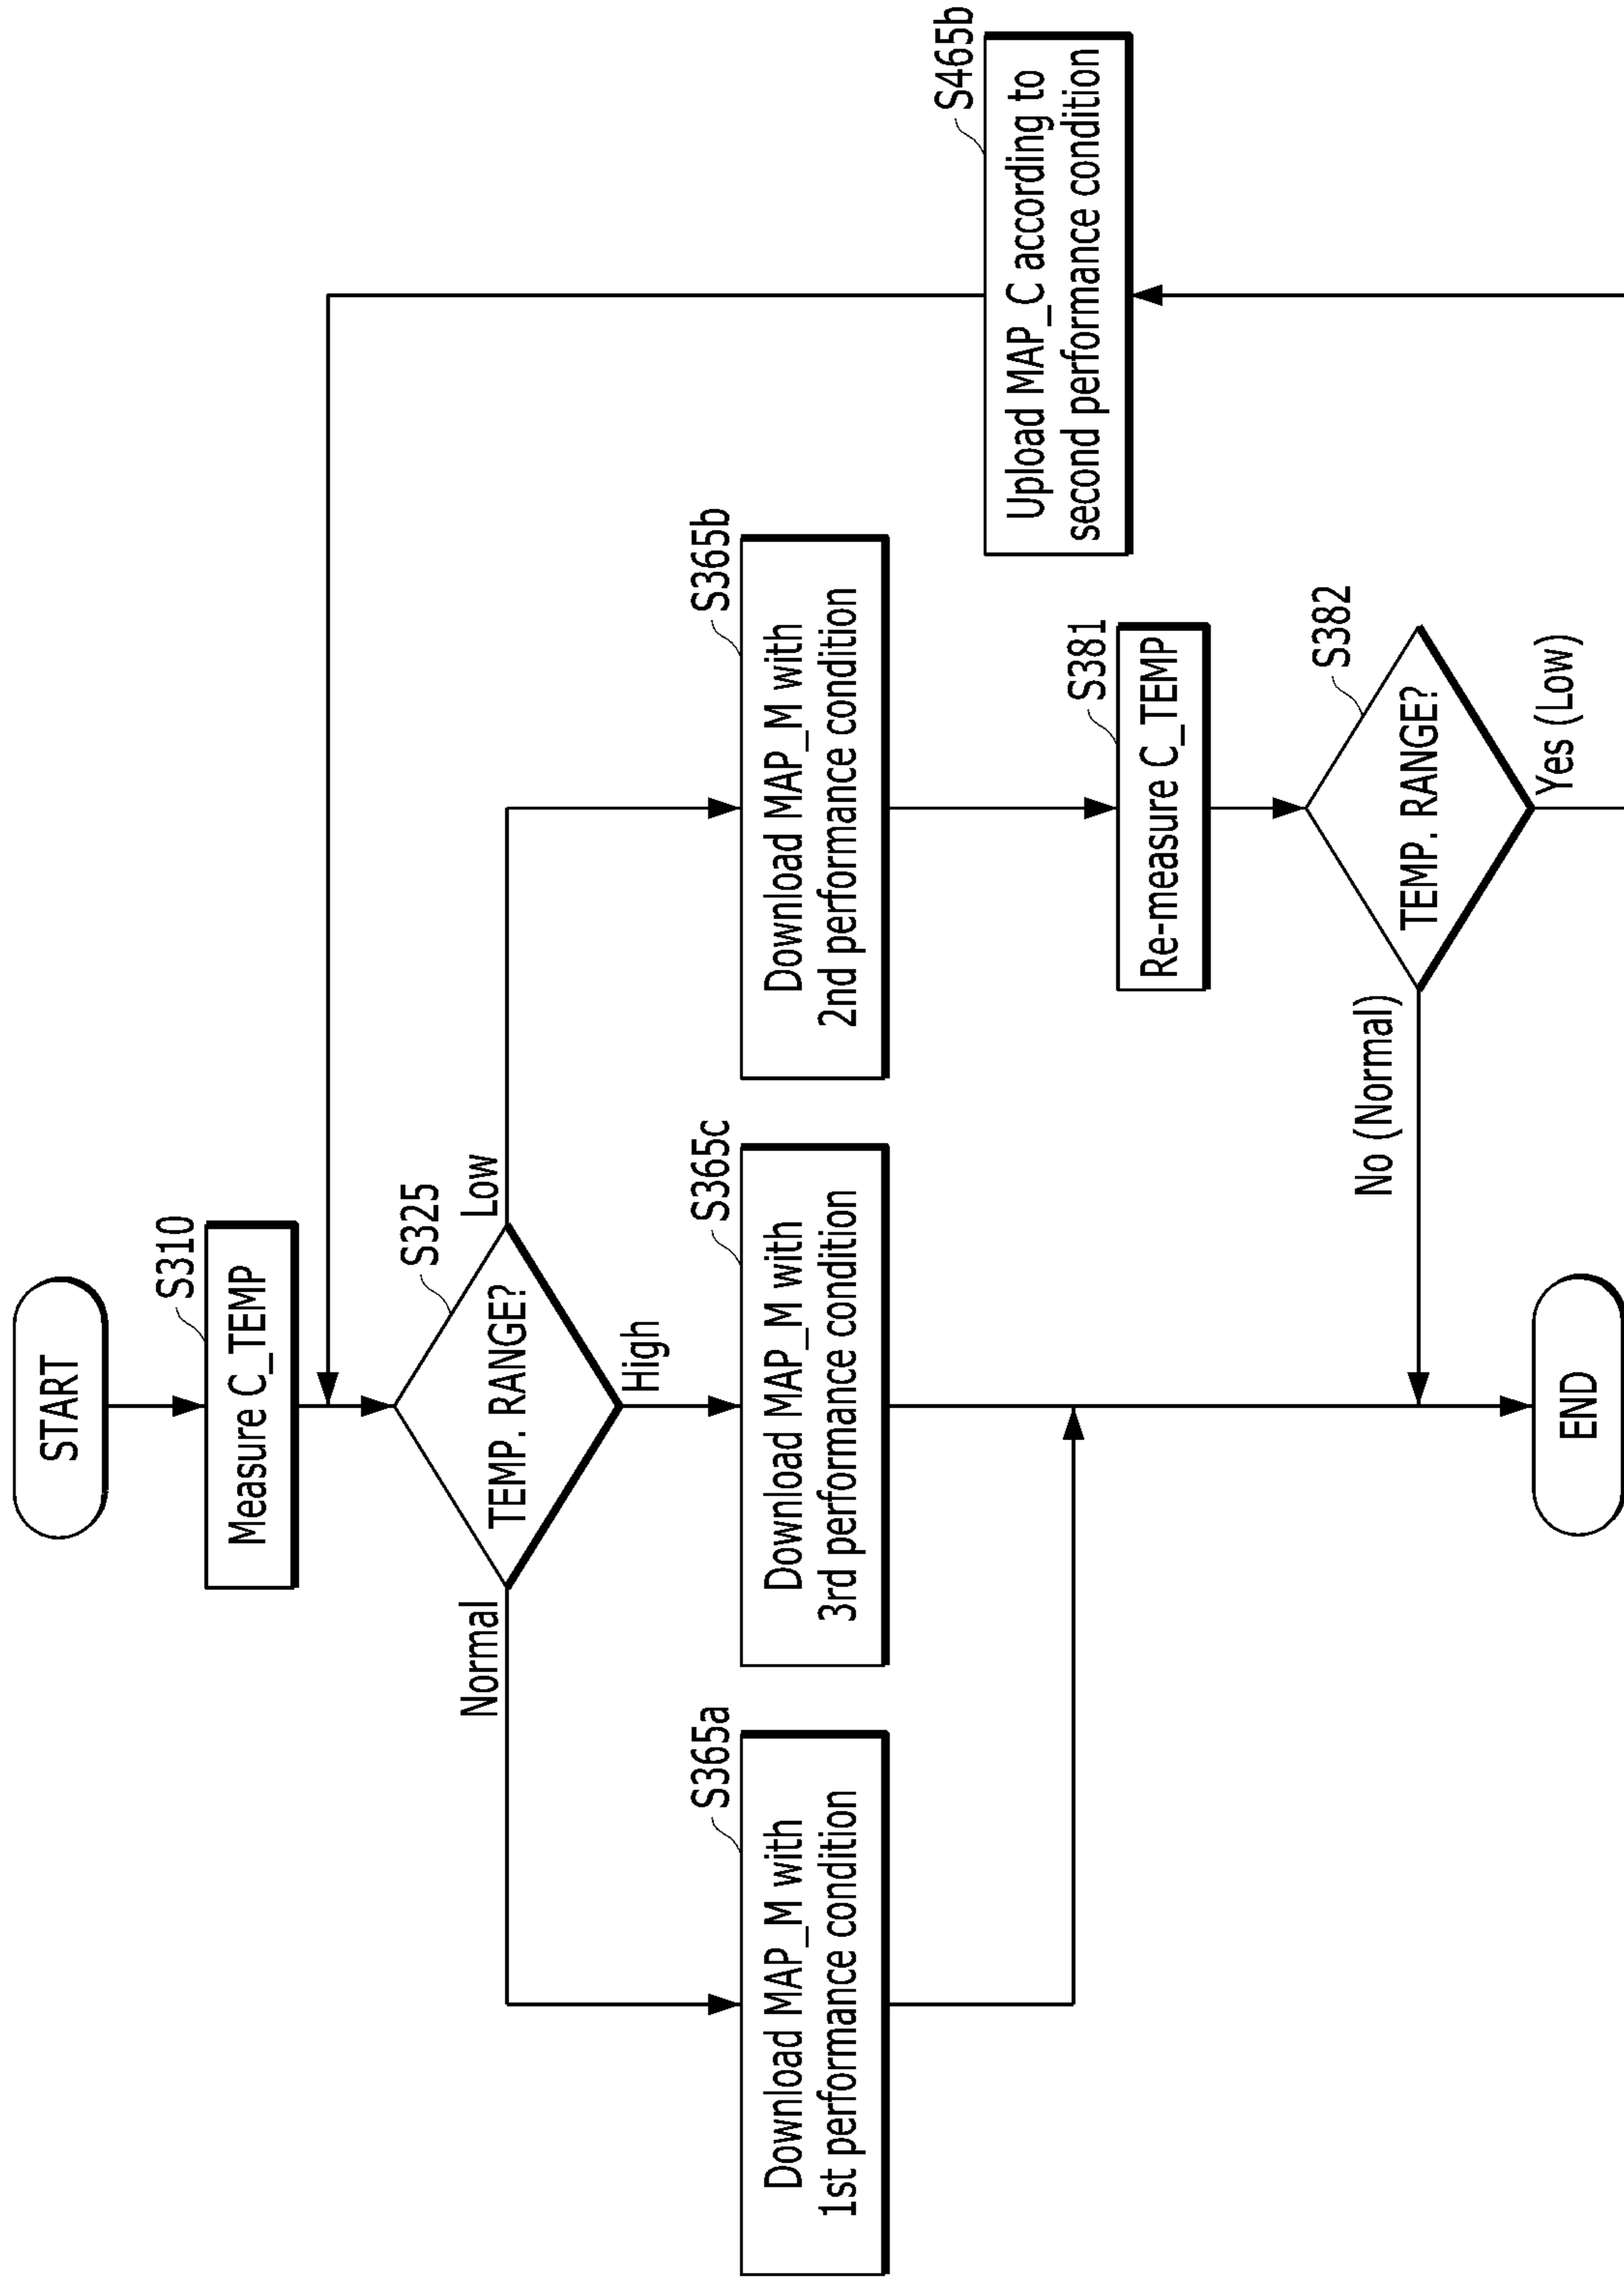 START
S310
Measure C_TEMP
S325
TEMP. RANGE?
Normal
Low
High
S365a
Download MAP_M with
1st performance condition
S365c
Download MAP_M with
3rd performance condition
S365b
Download MAP_M with
2nd performance condition
S465b
Upload MAP_C according to
second performance condition
S381
Re-measure C_TEMP
S382
TEMP. RANGE?
No (Normal)
Yes (Low)
END